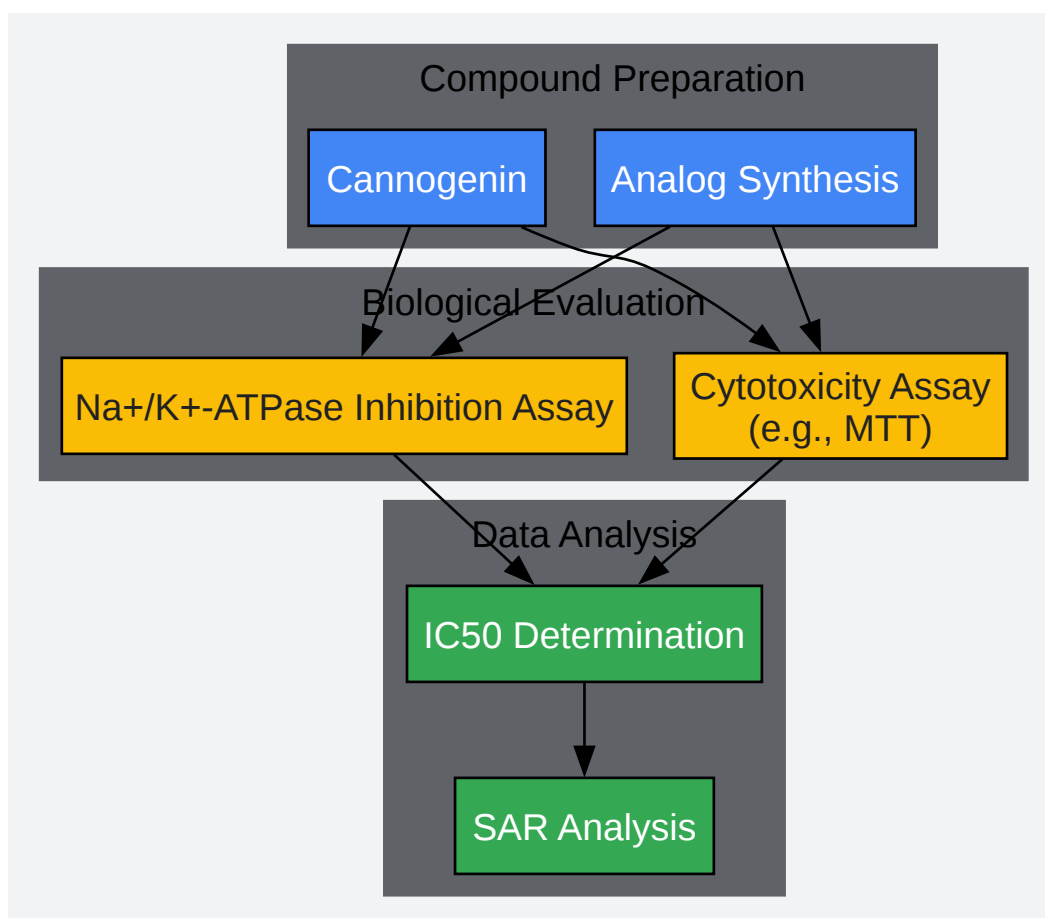 Compound Preparation
Cannogenin
Analog Synthesis
Biological Evaluation
Na+/K+-ATPase Inhibition Assay
Cytotoxicity Assay
(e.g., MTT)
Data Analysis
IC50 Determination
SAR Analysis